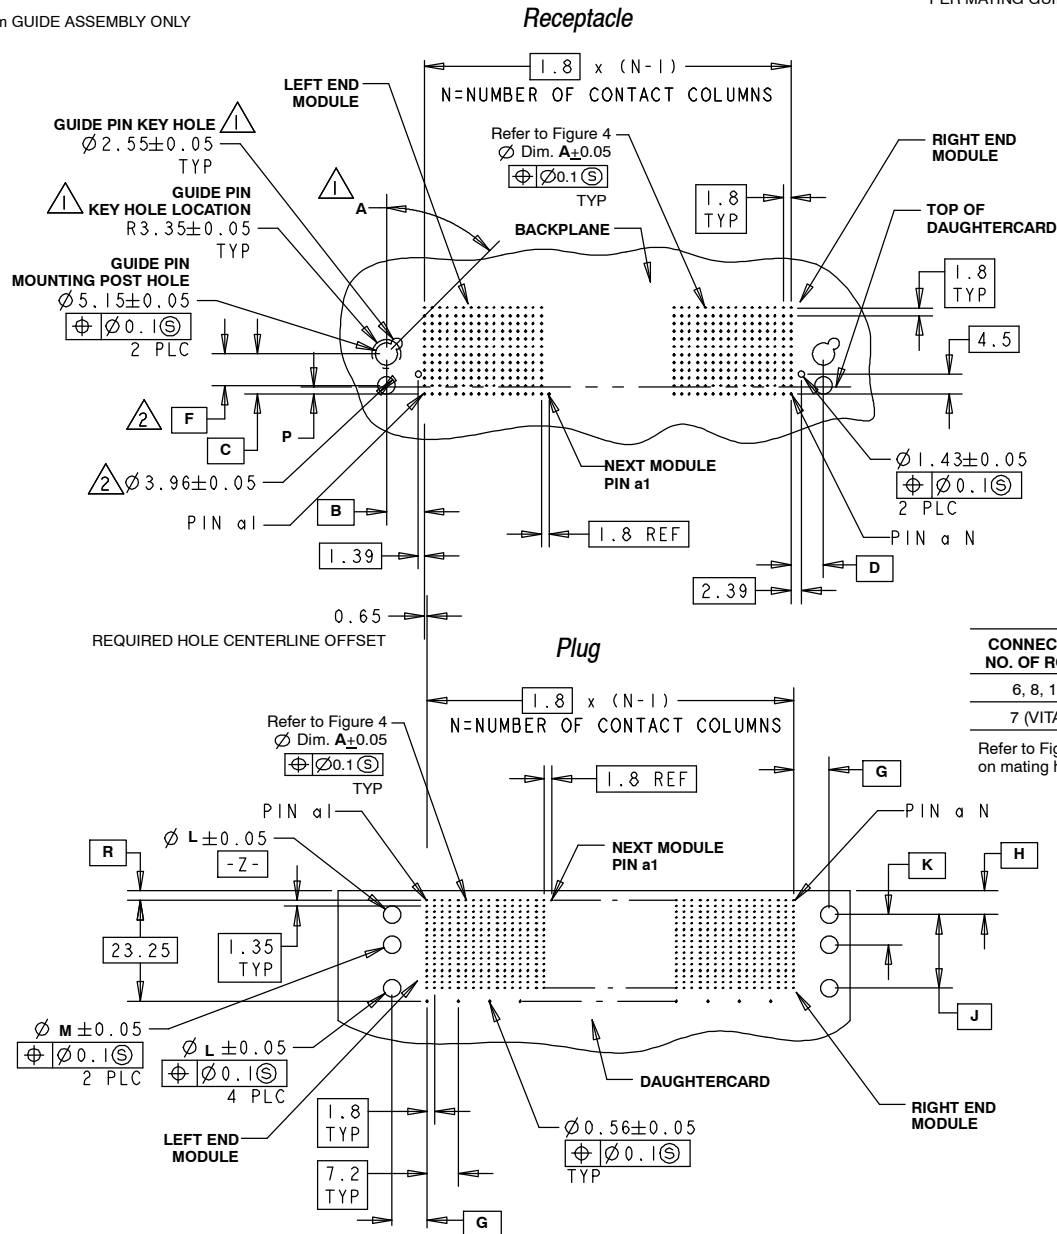 n GUIDE ASSEMBLY ONLY
Receptacle
1.8 x (N-1)
N=NUMBER OF CONTACT COLUMNS
LEFT END
MODULE
GUIDE PIN KEY HOLE 1
Ø2.55±0.05
TYP
1 GUIDE PIN
KEY HOLE LOCATION
R3.35±0.05
TYP
GUIDE PIN
MOUNTING POST HOLE
Ø5.15±0.05
⌖ Ø0.1Ⓢ
2 PLC
1
A
Refer to Figure 4
Ø Dim. A±0.05
⌖ Ø0.1Ⓢ
TYP
BACKPLANE
1.8
TYP
RIGHT END
MODULE
TOP OF
DAUGHTERCARD
1.8
TYP
4.5
2 F
C
P
2 Ø3.96±0.05
PIN a1
B
1.39
NEXT MODULE
PIN a1
1.8 REF
Ø1.43±0.05
⌖ Ø0.1Ⓢ
2 PLC
PIN a N
D
2.39
0.65
REQUIRED HOLE CENTERLINE OFFSET
Plug
1.8 x (N-1)
N=NUMBER OF CONTACT COLUMNS
CONNEC
NO. OF R
6, 8, 1
7 (VITA
Refer to Fig
on mating h
Refer to Figure 4
Ø Dim. A±0.05
⌖ Ø0.1Ⓢ
TYP
1.8 REF
G
PIN a1
PIN a N
Ø L±0.05
-Z-
R
NEXT MODULE
PIN a1
K
H
23.25
1.35
TYP
J
Ø M±0.05
⌖ Ø0.1Ⓢ
2 PLC
Ø L±0.05
⌖ Ø0.1Ⓢ
4 PLC
DAUGHTERCARD
LEFT END
MODULE
1.8
TYP
7.2
TYP
Ø0.56±0.05
⌖ Ø0.1Ⓢ
TYP
RIGHT END
MODULE
G